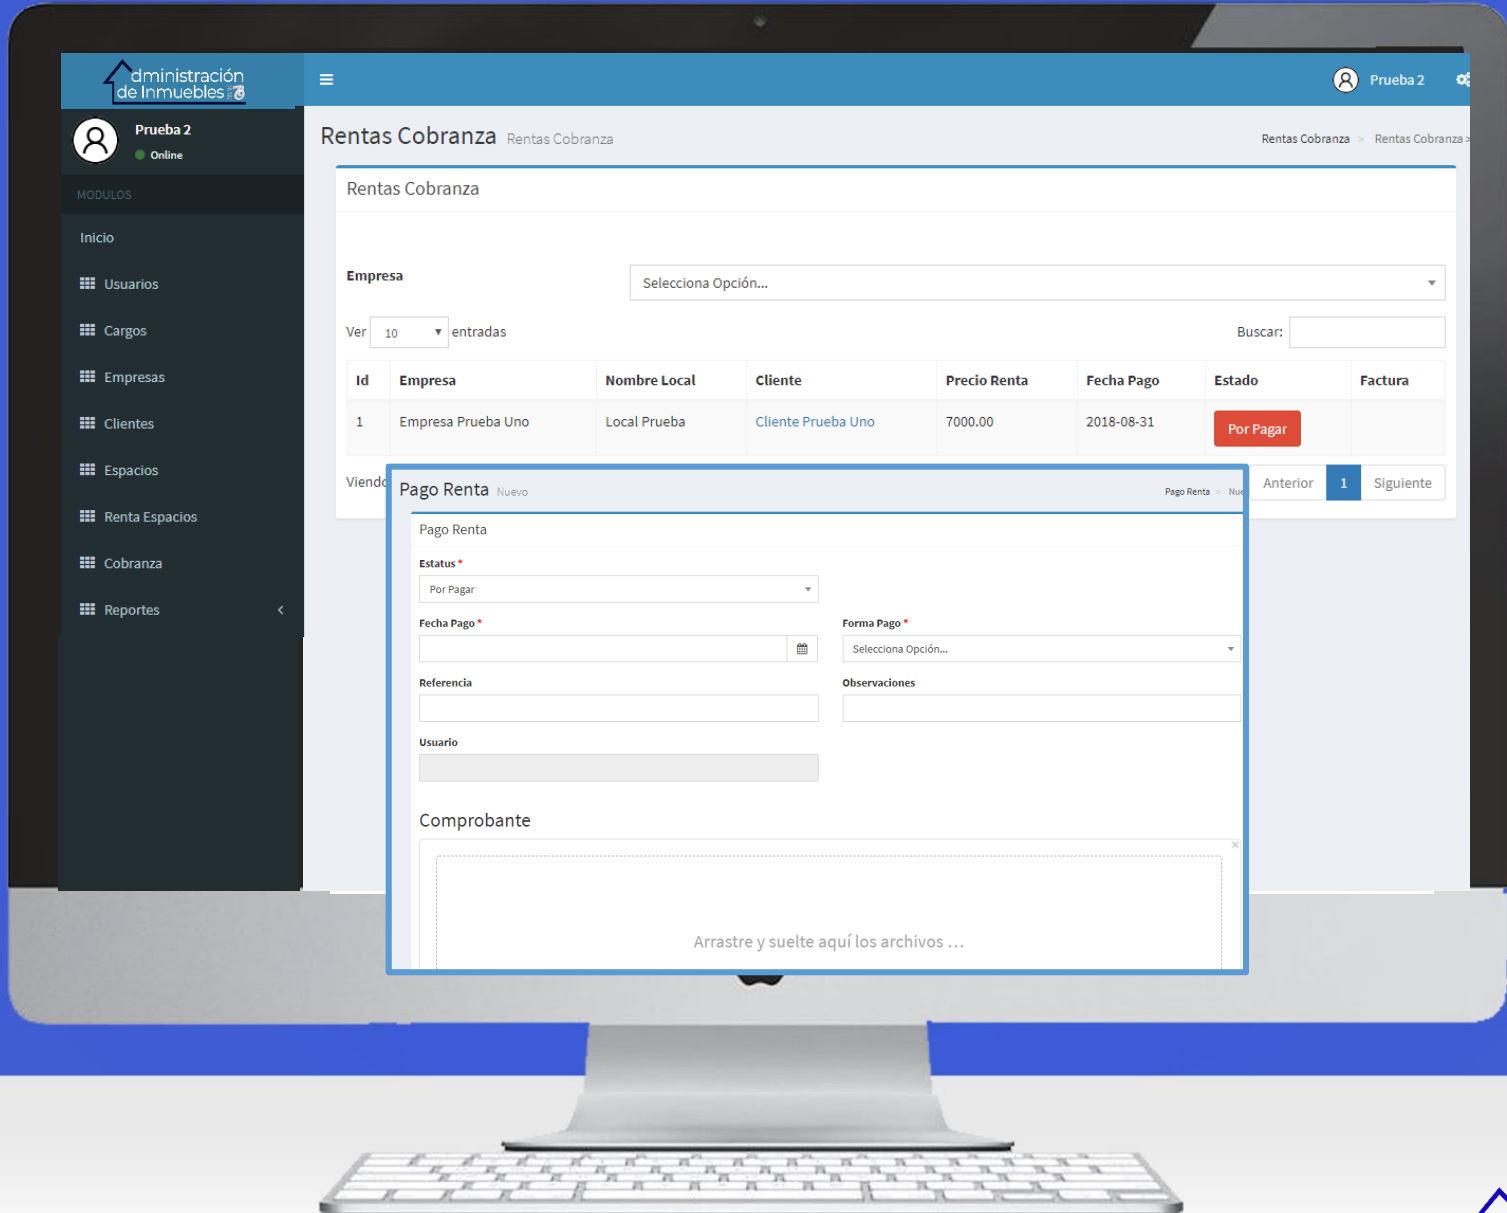 Administración
de Inmuebles
Prueba 2
Prueba 2
Online
MODULOS
Inicio
Usuarios
Cargos
Empresas
Clientes
Espacios
Renta Espacios
Cobranza
Reportes
Rentas Cobranza Rentas Cobranza
Rentas Cobranza > Rentas Cobranza >
Rentas Cobranza
Empresa Selecciona Opción...
Ver 10 entradas Buscar:
Id Empresa Nombre Local Cliente Precio Renta Fecha Pago Estado Factura
1 Empresa Prueba Uno Local Prueba Cliente Prueba Uno 7000.00 2018-08-31 Por Pagar
Viendo
Anterior 1 Siguiente
Pago Renta Nuevo
Pago Renta > Nue
Pago Renta
Estatus *
Por Pagar
Fecha Pago * Forma Pago *
Selecciona Opción...
Referencia Observaciones
Usuario
Comprobante
×
Arrastre y suelte aquí los archivos …